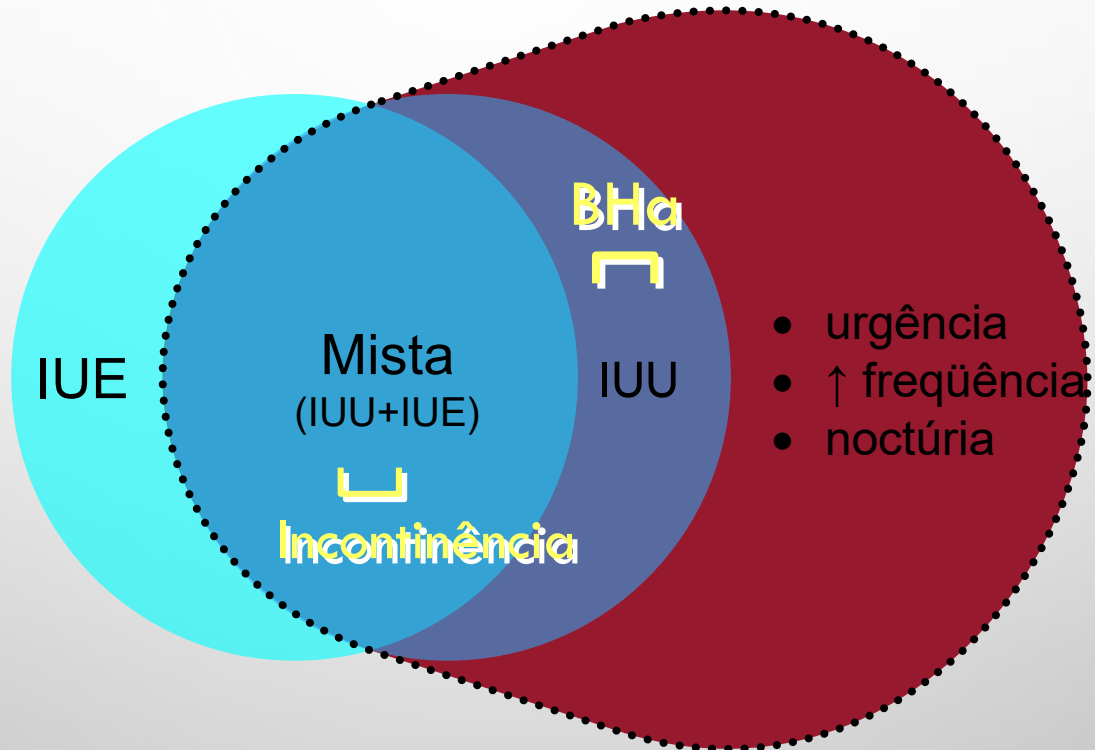 BHa
IUE
Mista
(IUU+IUE)
IUU
• urgência
• ↑ freqüência
• noctúria
Incontinência